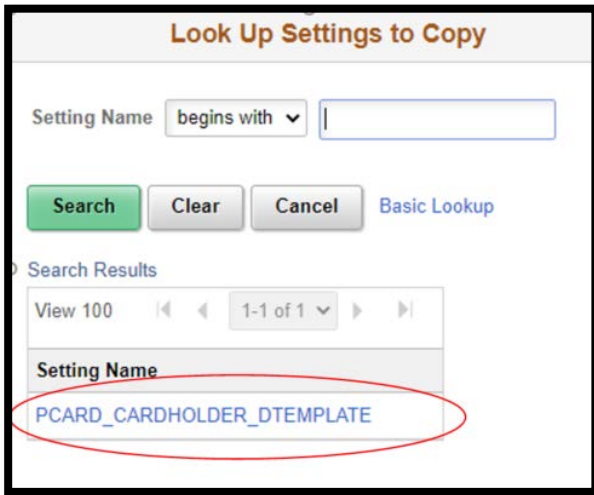 Look Up Settings to Copy
Setting Name begins with
Search Clear Cancel Basic Lookup
Search Results
View 100 1-1 of 1
Setting Name
PCARD_CARDHOLDER_DTEMPLATE